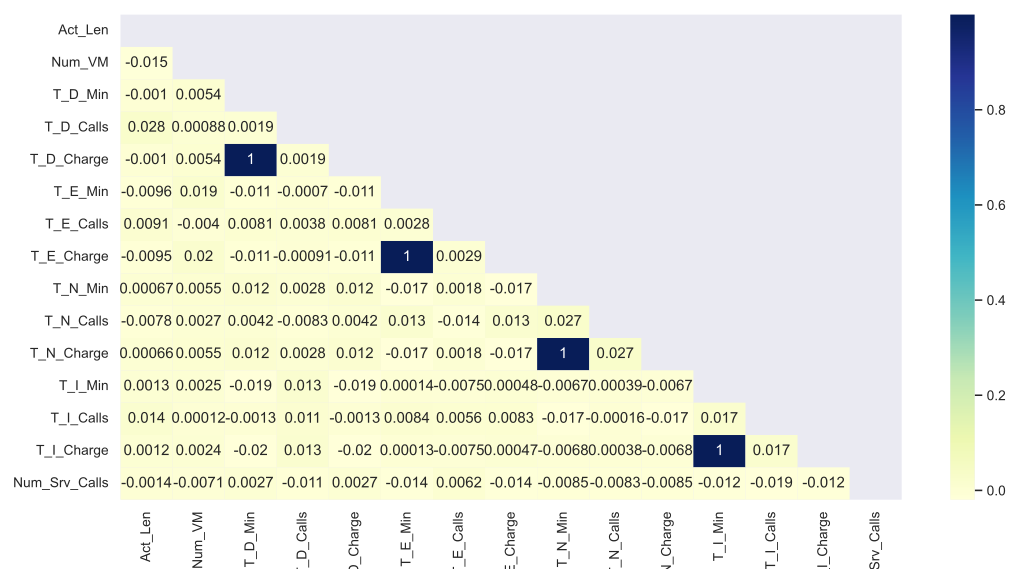 Act_Len
Num_VM -0.015
T_D_Min -0.001 0.0054
T_D_Calls 0.028 0.00088 0.0019
T_D_Charge -0.001 0.0054 1 0.0019
T_E_Min -0.0096 0.019 -0.011 -0.0007 -0.011
T_E_Calls 0.0091 -0.004 0.0081 0.0038 0.0081 0.0028
T_E_Charge -0.0095 0.02 -0.011 -0.00091 -0.011 1 0.0029
T_N_Min 0.00067 0.0055 0.012 0.0028 0.012 -0.017 0.0018 -0.017
T_N_Calls -0.0078 0.0027 0.0042 -0.0083 0.0042 0.013 -0.014 0.013 0.027
T_N_Charge 0.00066 0.0055 0.012 0.0028 0.012 -0.017 0.0018 -0.017 1 0.027
T_I_Min 0.0013 0.0025 -0.019 0.013 -0.019 0.00014 -0.0075 0.00048 -0.0067 0.00039 -0.0067
T_I_Calls 0.014 0.00012 -0.0013 0.011 -0.0013 0.0084 0.0056 0.0083 -0.017 -0.00016 -0.017 0.017
T_I_Charge 0.0012 0.0024 -0.02 0.013 -0.02 0.00013 -0.0075 0.00047 -0.0068 0.00038 -0.0068 1 0.017
Num_Srv_Calls -0.0014 -0.0071 0.0027 -0.011 0.0027 -0.014 0.0062 -0.014 -0.0085 -0.0083 -0.0085 -0.012 -0.019 -0.012
Act_Len
Num_VM
T_D_Min
_D_Calls
D_Charge
T_E_Min
_E_Calls
E_Charge
T_N_Min
_N_Calls
N_Charge
T_I_Min
T_I_Calls
I_Charge
Srv_Calls
0.8
0.6
0.4
0.2
0.0